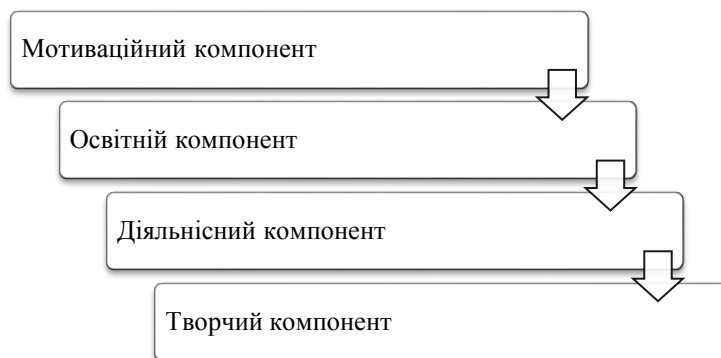 Мотиваційний компонент
Освітній компонент
Діяльнісний компонент
Творчий компонент